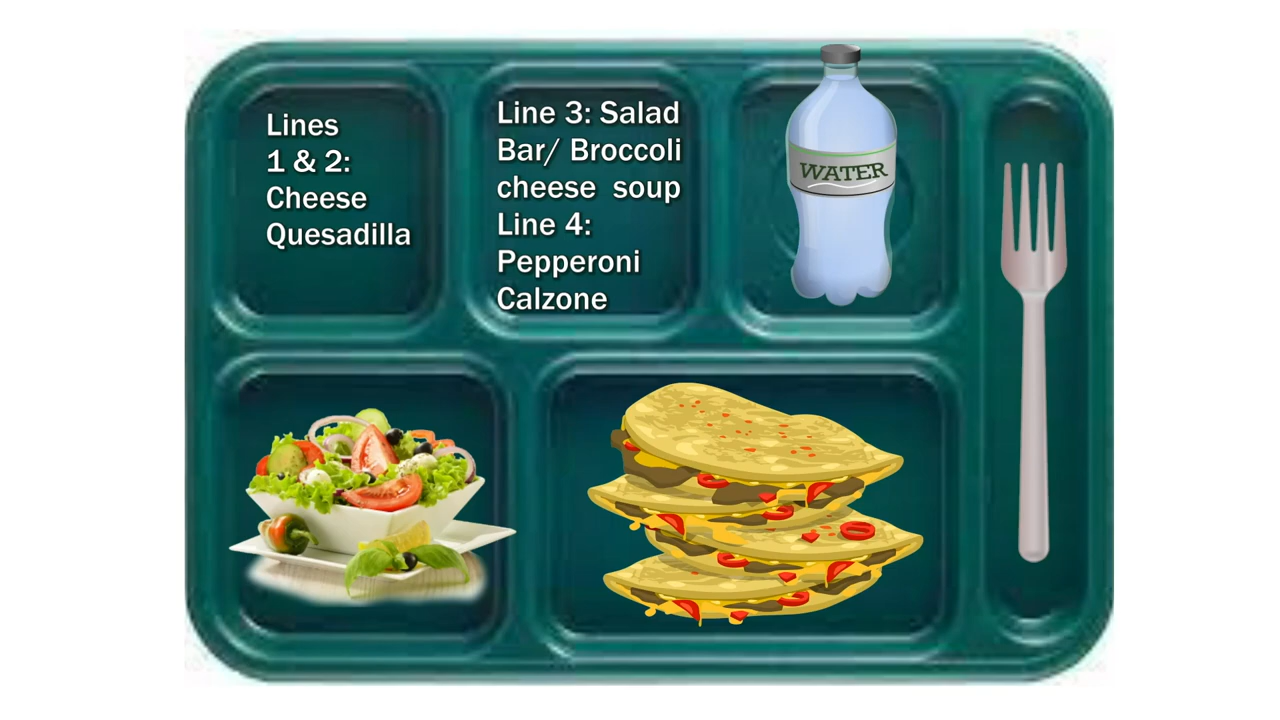 Lines
1 & 2:
Cheese
Quesadilla
Line 3: Salad
Bar/ Broccoli
cheese  soup
Line 4:
Pepperoni
Calzone
WATER